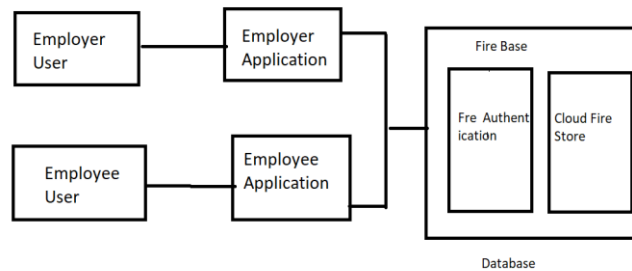 Employer
User
Employer
Application
Fire Base
Fre Authent
ication
Cloud Fire
Store
Employee
User
Employee
Application
Database